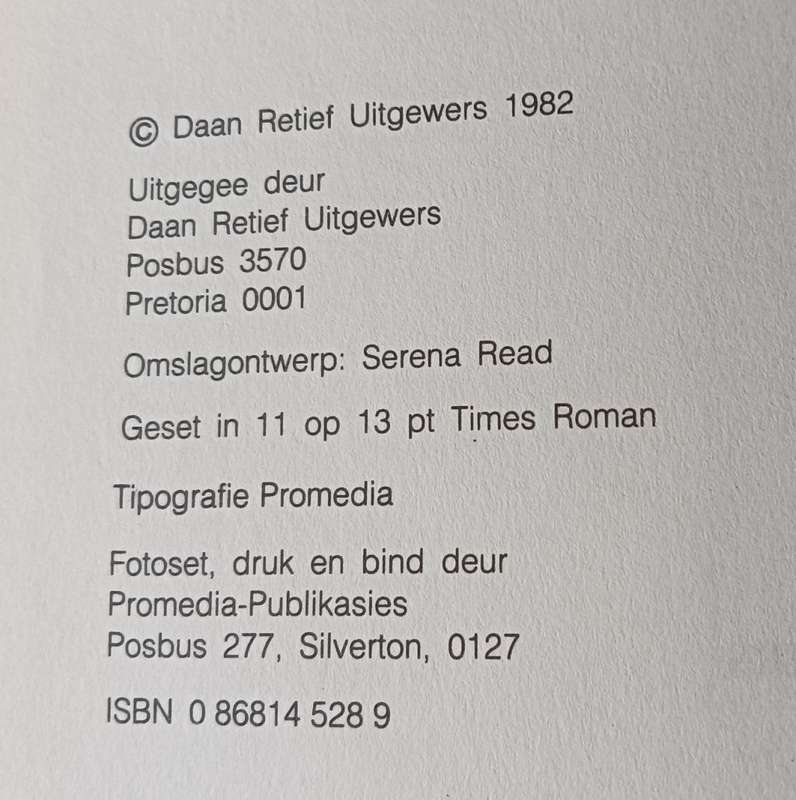 © Daan Retief Uitgewers 1982
Uitgegee deur
Daan Retief Uitgewers
Posbus 3570
Pretoria 0001
Omslagontwerp: Serena Read
Geset in 11 op 13 pt Times Roman
Tipografie Promedia
Fotoset, druk en bind deur
Promedia-Publikasies
Posbus 277, Silverton, 0127
ISBN 0 86814 528 9